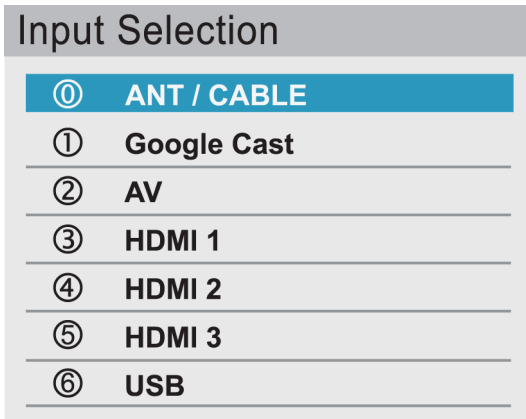 Input Selection
⓪ ANT / CABLE
① Google Cast
② AV
③ HDMI 1
④ HDMI 2
⑤ HDMI 3
⑥ USB